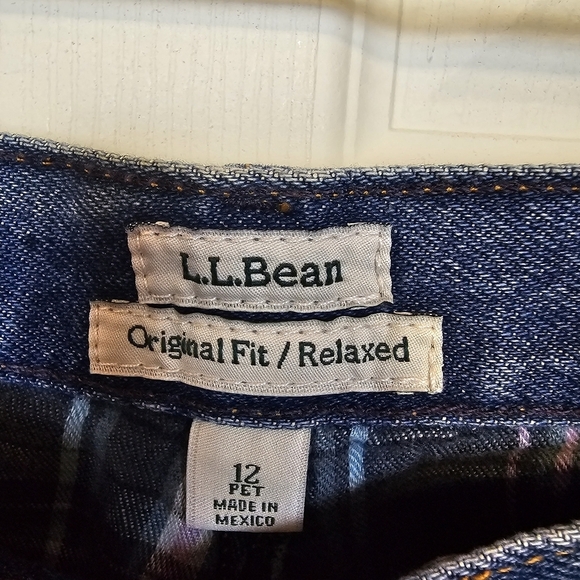 L.L.Bean
Original Fit / Relaxed
12
PET
MADE IN
MEXICO